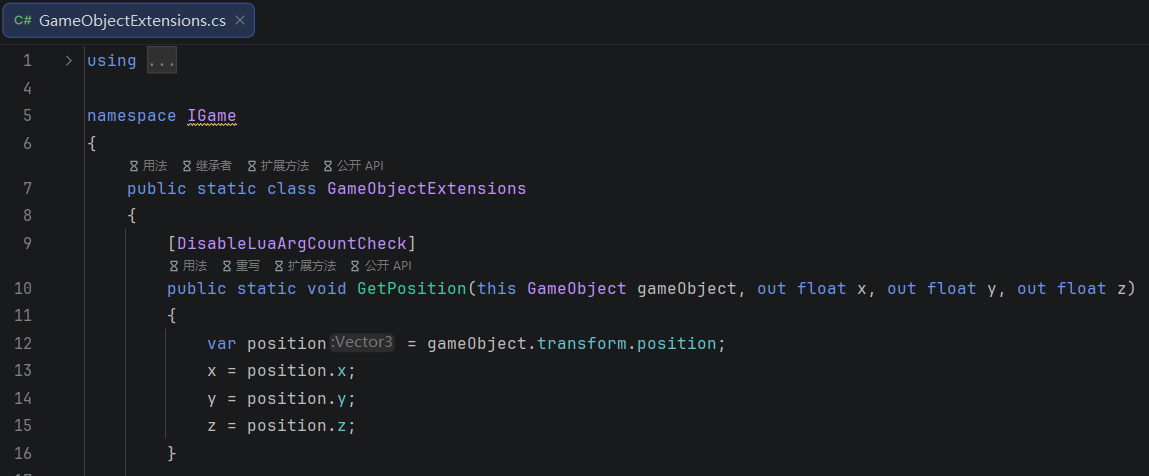 C# GameObjectExtensions.cs ×
1 > using ...
4
5 namespace IGame
6 {
用法 继承者 扩展方法 公开 API
7 public static class GameObjectExtensions
8 {
9 [DisableLuaArgCountCheck]
用法 重写 扩展方法 公开 API
10 public static void GetPosition(this GameObject gameObject, out float x, out float y, out float z)
11 {
12 var position :Vector3 = gameObject.transform.position;
13 x = position.x;
14 y = position.y;
15 z = position.z;
16 }